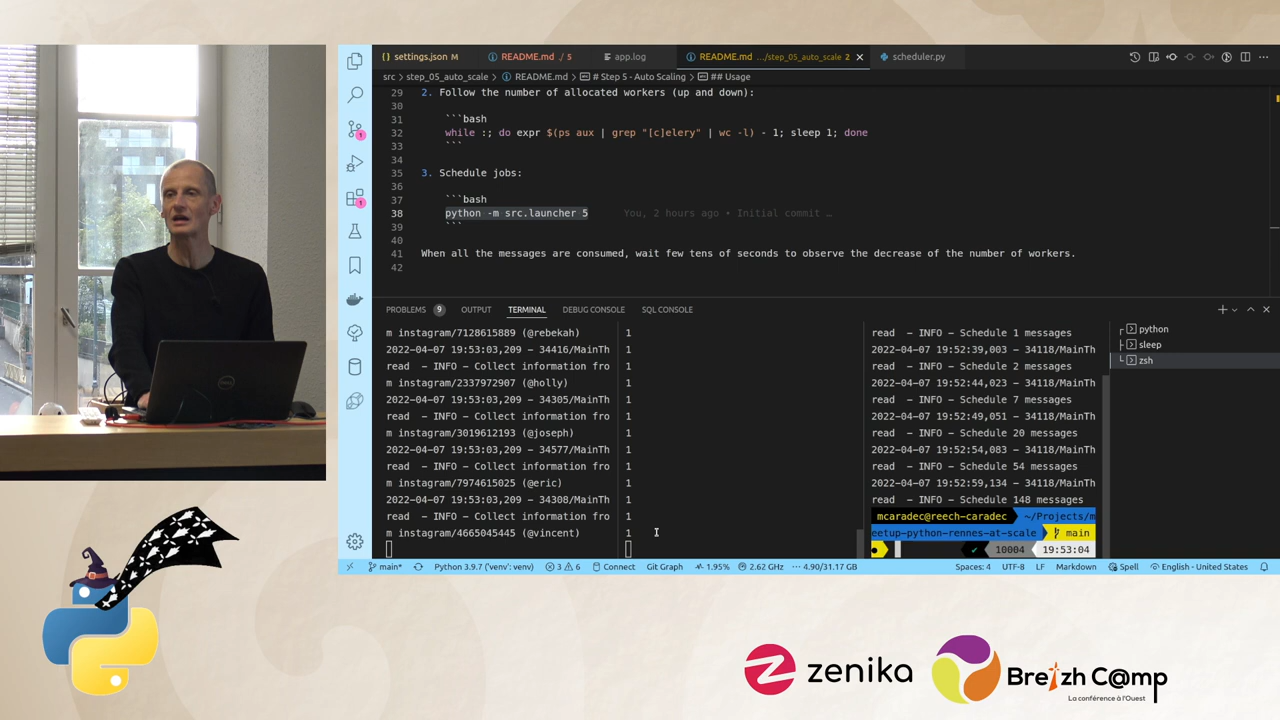 settings.json M
README.md ./ 5
app.log
README.md .../step_05_auto_scale 2
scheduler.py
src > step_05_auto_scale > README.md > # Step 5 - Auto Scaling > ## Usage
29 2. Follow the number of allocated workers (up and down):
30
31 ```bash
32 while :; do expr $(ps aux | grep "[c]elery" | wc -l) - 1; sleep 1; done
33 ```
34
35 3. Schedule jobs:
36
37 ```bash
38 python -m src.launcher 5 You, 2 hours ago • Initial commit …
39 ```
40
41 When all the messages are consumed, wait few tens of seconds to observe the decrease of the number of workers.
42
PROBLEMS 9 OUTPUT TERMINAL DEBUG CONSOLE SQL CONSOLE
m instagram/7128615889 (@rebekah)
2022-04-07 19:53:03,209 - 34416/MainTh
read - INFO - Collect information fro
m instagram/2337972907 (@holly)
2022-04-07 19:53:03,209 - 34305/MainTh
read - INFO - Collect information fro
m instagram/3019612193 (@joseph)
2022-04-07 19:53:03,209 - 34577/MainTh
read - INFO - Collect information fro
m instagram/7974615025 (@eric)
2022-04-07 19:53:03,209 - 34308/MainTh
read - INFO - Collect information fro
m instagram/4665045445 (@vincent)
1
1
1
1
1
1
1
1
1
1
1
1
1
read - INFO - Schedule 1 messages
2022-04-07 19:52:39,003 - 34118/MainTh
read - INFO - Schedule 2 messages
2022-04-07 19:52:44,023 - 34118/MainTh
read - INFO - Schedule 7 messages
2022-04-07 19:52:49,051 - 34118/MainTh
read - INFO - Schedule 20 messages
2022-04-07 19:52:54,083 - 34118/MainTh
read - INFO - Schedule 54 messages
2022-04-07 19:52:59,134 - 34118/MainTh
read - INFO - Schedule 148 messages
mcaradec@reech-caradec ~/Projects/m
eetup-python-rennes-at-scale main
✔ 10004 19:53:04
python
sleep
zsh
main* Python 3.9.7 ('venv': venv) 3 6 Connect Git Graph 1.95% 2.62 GHz 4.90/31.17 GB Spaces: 4 UTF-8 LF Markdown Spell English - United States
DELL
zenika
Breizh C@mp
La conférence à l'Ouest